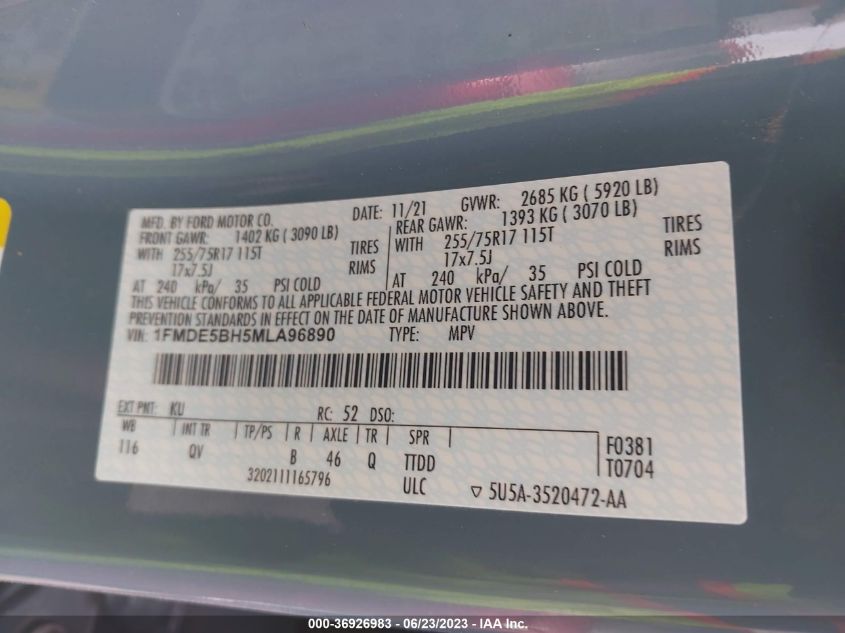 MFD. BY FORD MOTOR CO. DATE: 11/21 GVWR: 2685 KG ( 5920 LB)
FRONT GAWR: 1402 KG ( 3090 LB) REAR GAWR: 1393 KG ( 3070 LB)
WITH 255/75R17 115T TIRES WITH 255/75R17 115T TIRES
17x7.5J RIMS 17x7.5J RIMS
AT 240 kPa/ 35 PSI COLD AT 240 kPa/ 35 PSI COLD
THIS VEHICLE CONFORMS TO ALL APPLICABLE FEDERAL MOTOR VEHICLE SAFETY AND THEFT
PREVENTION STANDARDS IN EFFECT ON THE DATE OF MANUFACTURE SHOWN ABOVE.
VIN: 1FMDE5BH5MLA96890 TYPE: MPV
EXT PNT: KU RC: 52 DSO:
WB INT TR TP/PS R AXLE TR SPR F0381
116 QV B 46 Q TTDD T0704
3202111165796 ULC ▽ 5U5A-3520472-AA
000-36926983 / 06/23/2023 - IAA Inc.